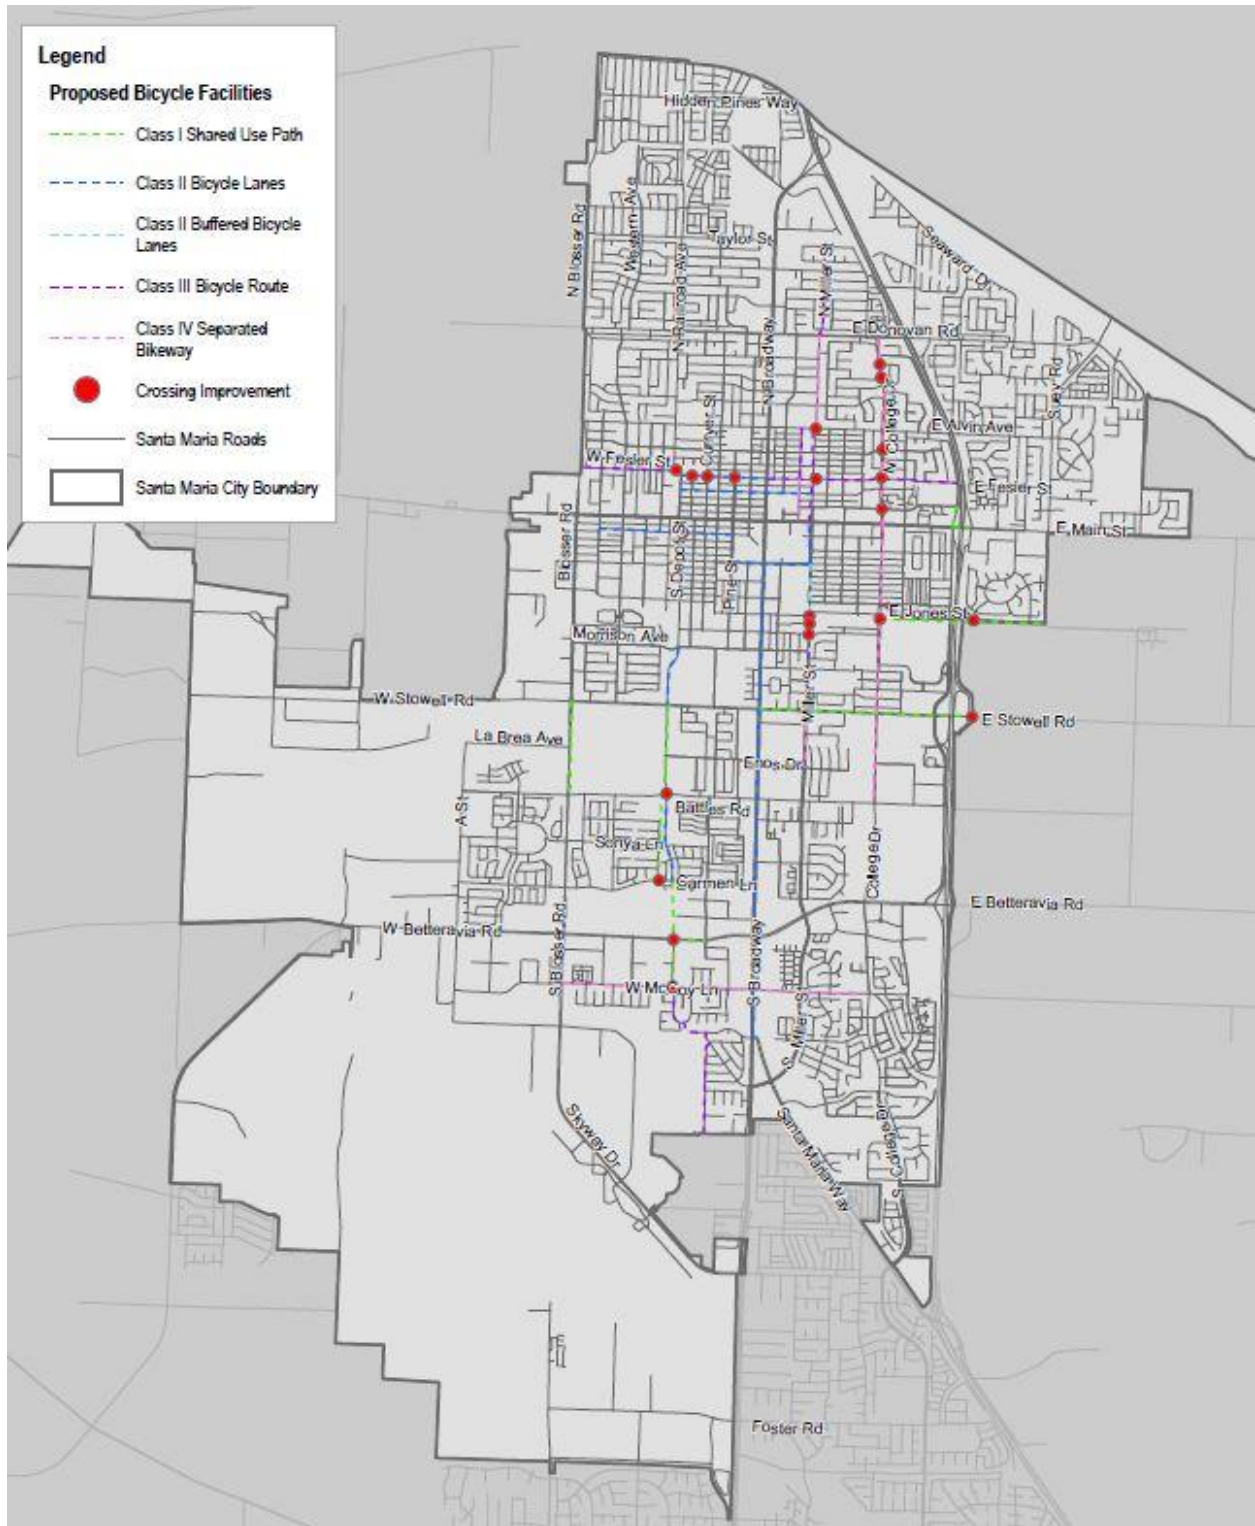 Legend
Proposed Bicycle Facilities
Class I Shared Use Path
Class II Bicycle Lanes
Class II Buffered Bicycle
Lanes
Class III Bicycle Route
Class IV Separated
Bikeway
Crossing Improvement
Santa Maria Roads
Santa Maria City Boundary
Hidden Pines Way
N Blosser Rd
Western Ave
Taylor St
N Railroad Ave
N Miller St
Seaward Dr
E Donovan Rd
N Broadway
Suey Rd
Curryer St
N College Dr
E Alvin Ave
W Fesler St
E Fesler St
E Main St
Blosser Rd
S Depot St
Pine St
E Jones St
Morrison Ave
Miller St
W Stowell Rd
E Stowell Rd
La Brea Ave
Enos Dr
A St
Battles Rd
Sonya Ln
College Dr
Carmen Ln
E Betteravia Rd
W Betteravia Rd
S Blosser Rd
S Broadway
W McCoy Ln
S Miller St
Skyway Dr
Santa Maria Way
S College Dr
Foster Rd